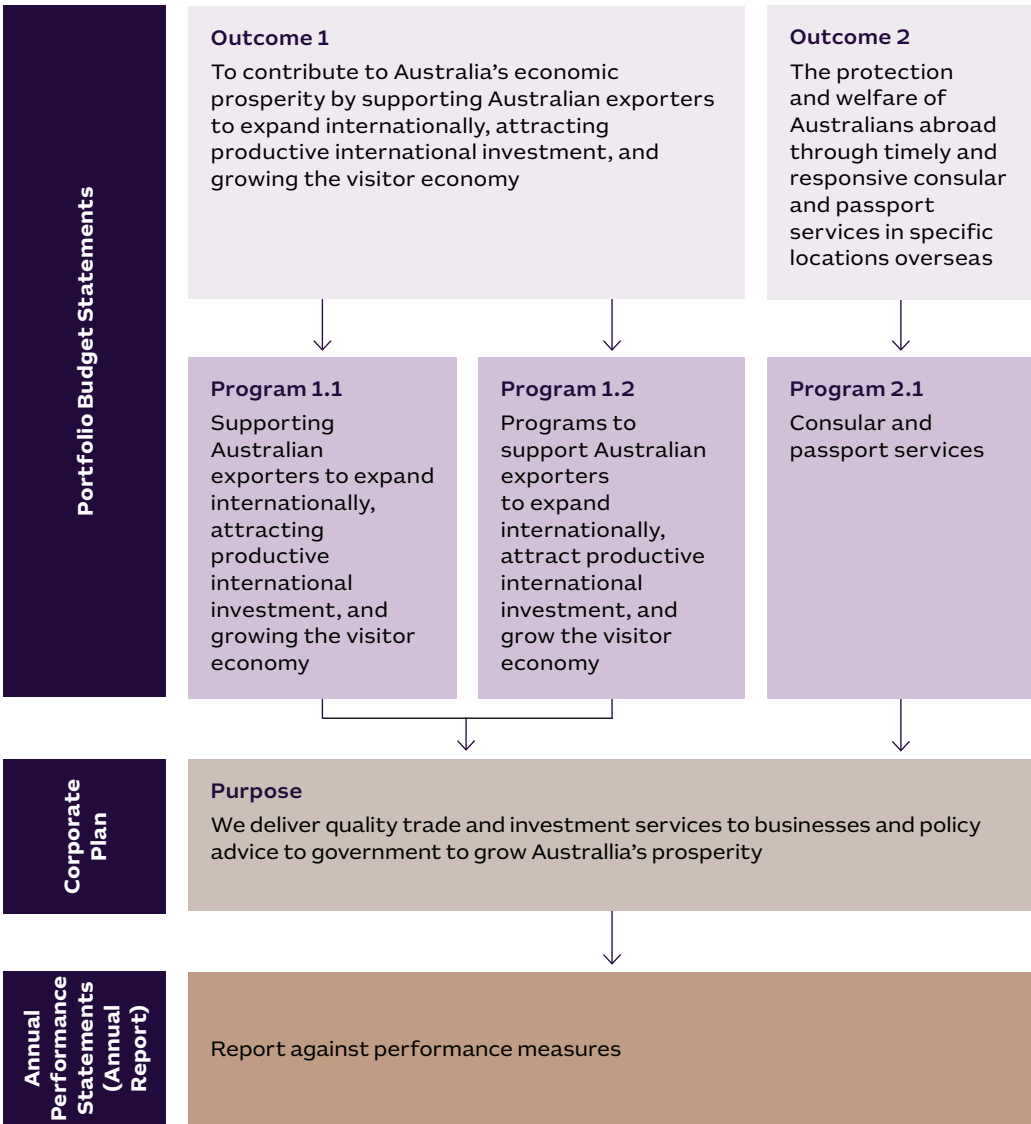 Portfolio Budget Statements
Outcome 1
To contribute to Australia's economic
prosperity by supporting Australian exporters
to expand internationally, attracting
productive international investment, and
growing the visitor economy
Outcome 2
The protection
and welfare of
Australians abroad
through timely and
responsive consular
and passport
services in specific
locations overseas
Program 1.1
Supporting
Australian
exporters to expand
internationally,
attracting
productive
international
investment, and
growing the visitor
economy
Program 1.2
Programs to
support Australian
exporters
to expand
internationally,
attract productive
international
investment, and
grow the visitor
economy
Program 2.1
Consular and
passport services
Corporate
Plan
Purpose
We deliver quality trade and investment services to businesses and policy
advice to government to grow Australlia's prosperity
Annual
Performance
Statements
(Annual
Report)
Report against performance measures